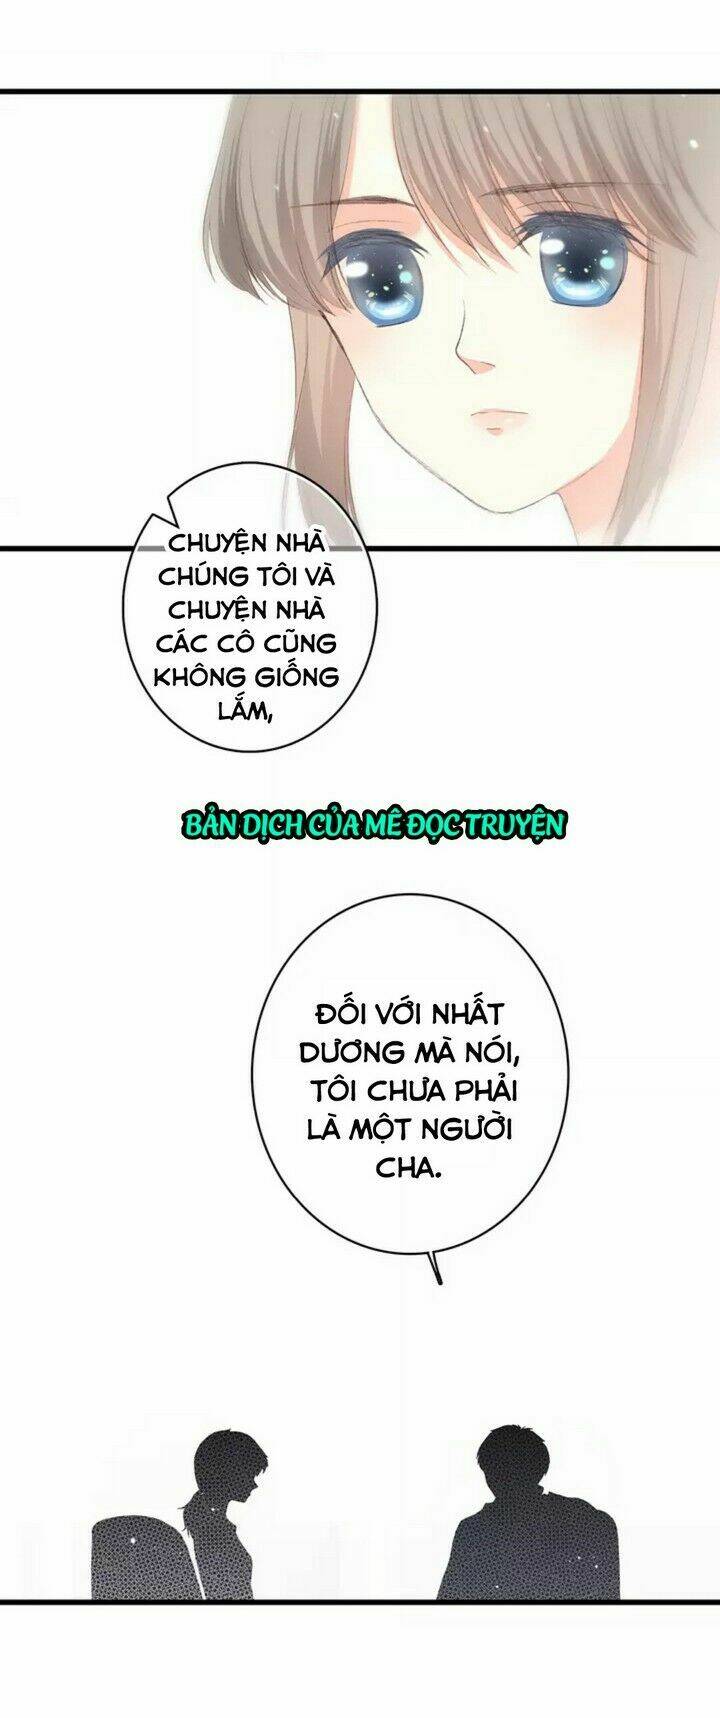 CHUYỆN NHÀ
CHÚNG TÔI VÀ
CHUYỆN NHÀ
CÁC CÔ CŨNG
KHÔNG GIỐNG
LẮM,
BẢN DỊCH CỦA MÊ ĐỌC TRUYỆN
ĐỐI VỚI NHẤT
DƯƠNG MÀ NÓI,
TÔI CHƯA PHẢI
LÀ MỘT NGƯỜI
CHA.